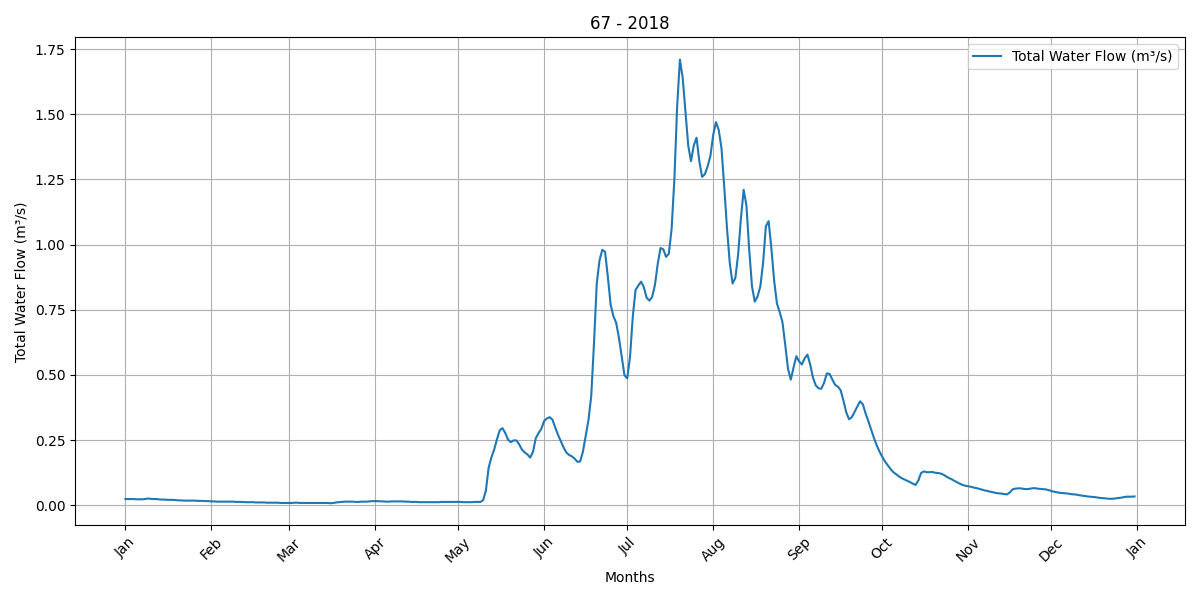 67 - 2018
Total Water Flow (m³/s)
1.75
1.50
1.25
1.00
0.75
0.50
0.25
0.00
Total Water Flow (m³/s)
Jan Feb Mar Apr May Jun Jul Aug Sep Oct Nov Dec Jan
Months